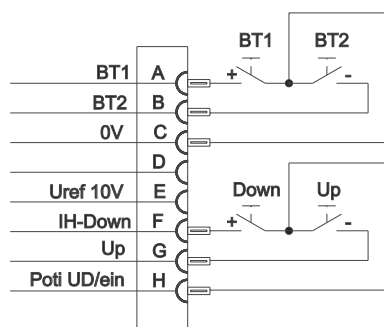 BT1 BT2
BT1 A + -
BT2 B
0V C
D
Uref 10V E Down Up
IH-Down F + -
Up G
Poti UD/ein H